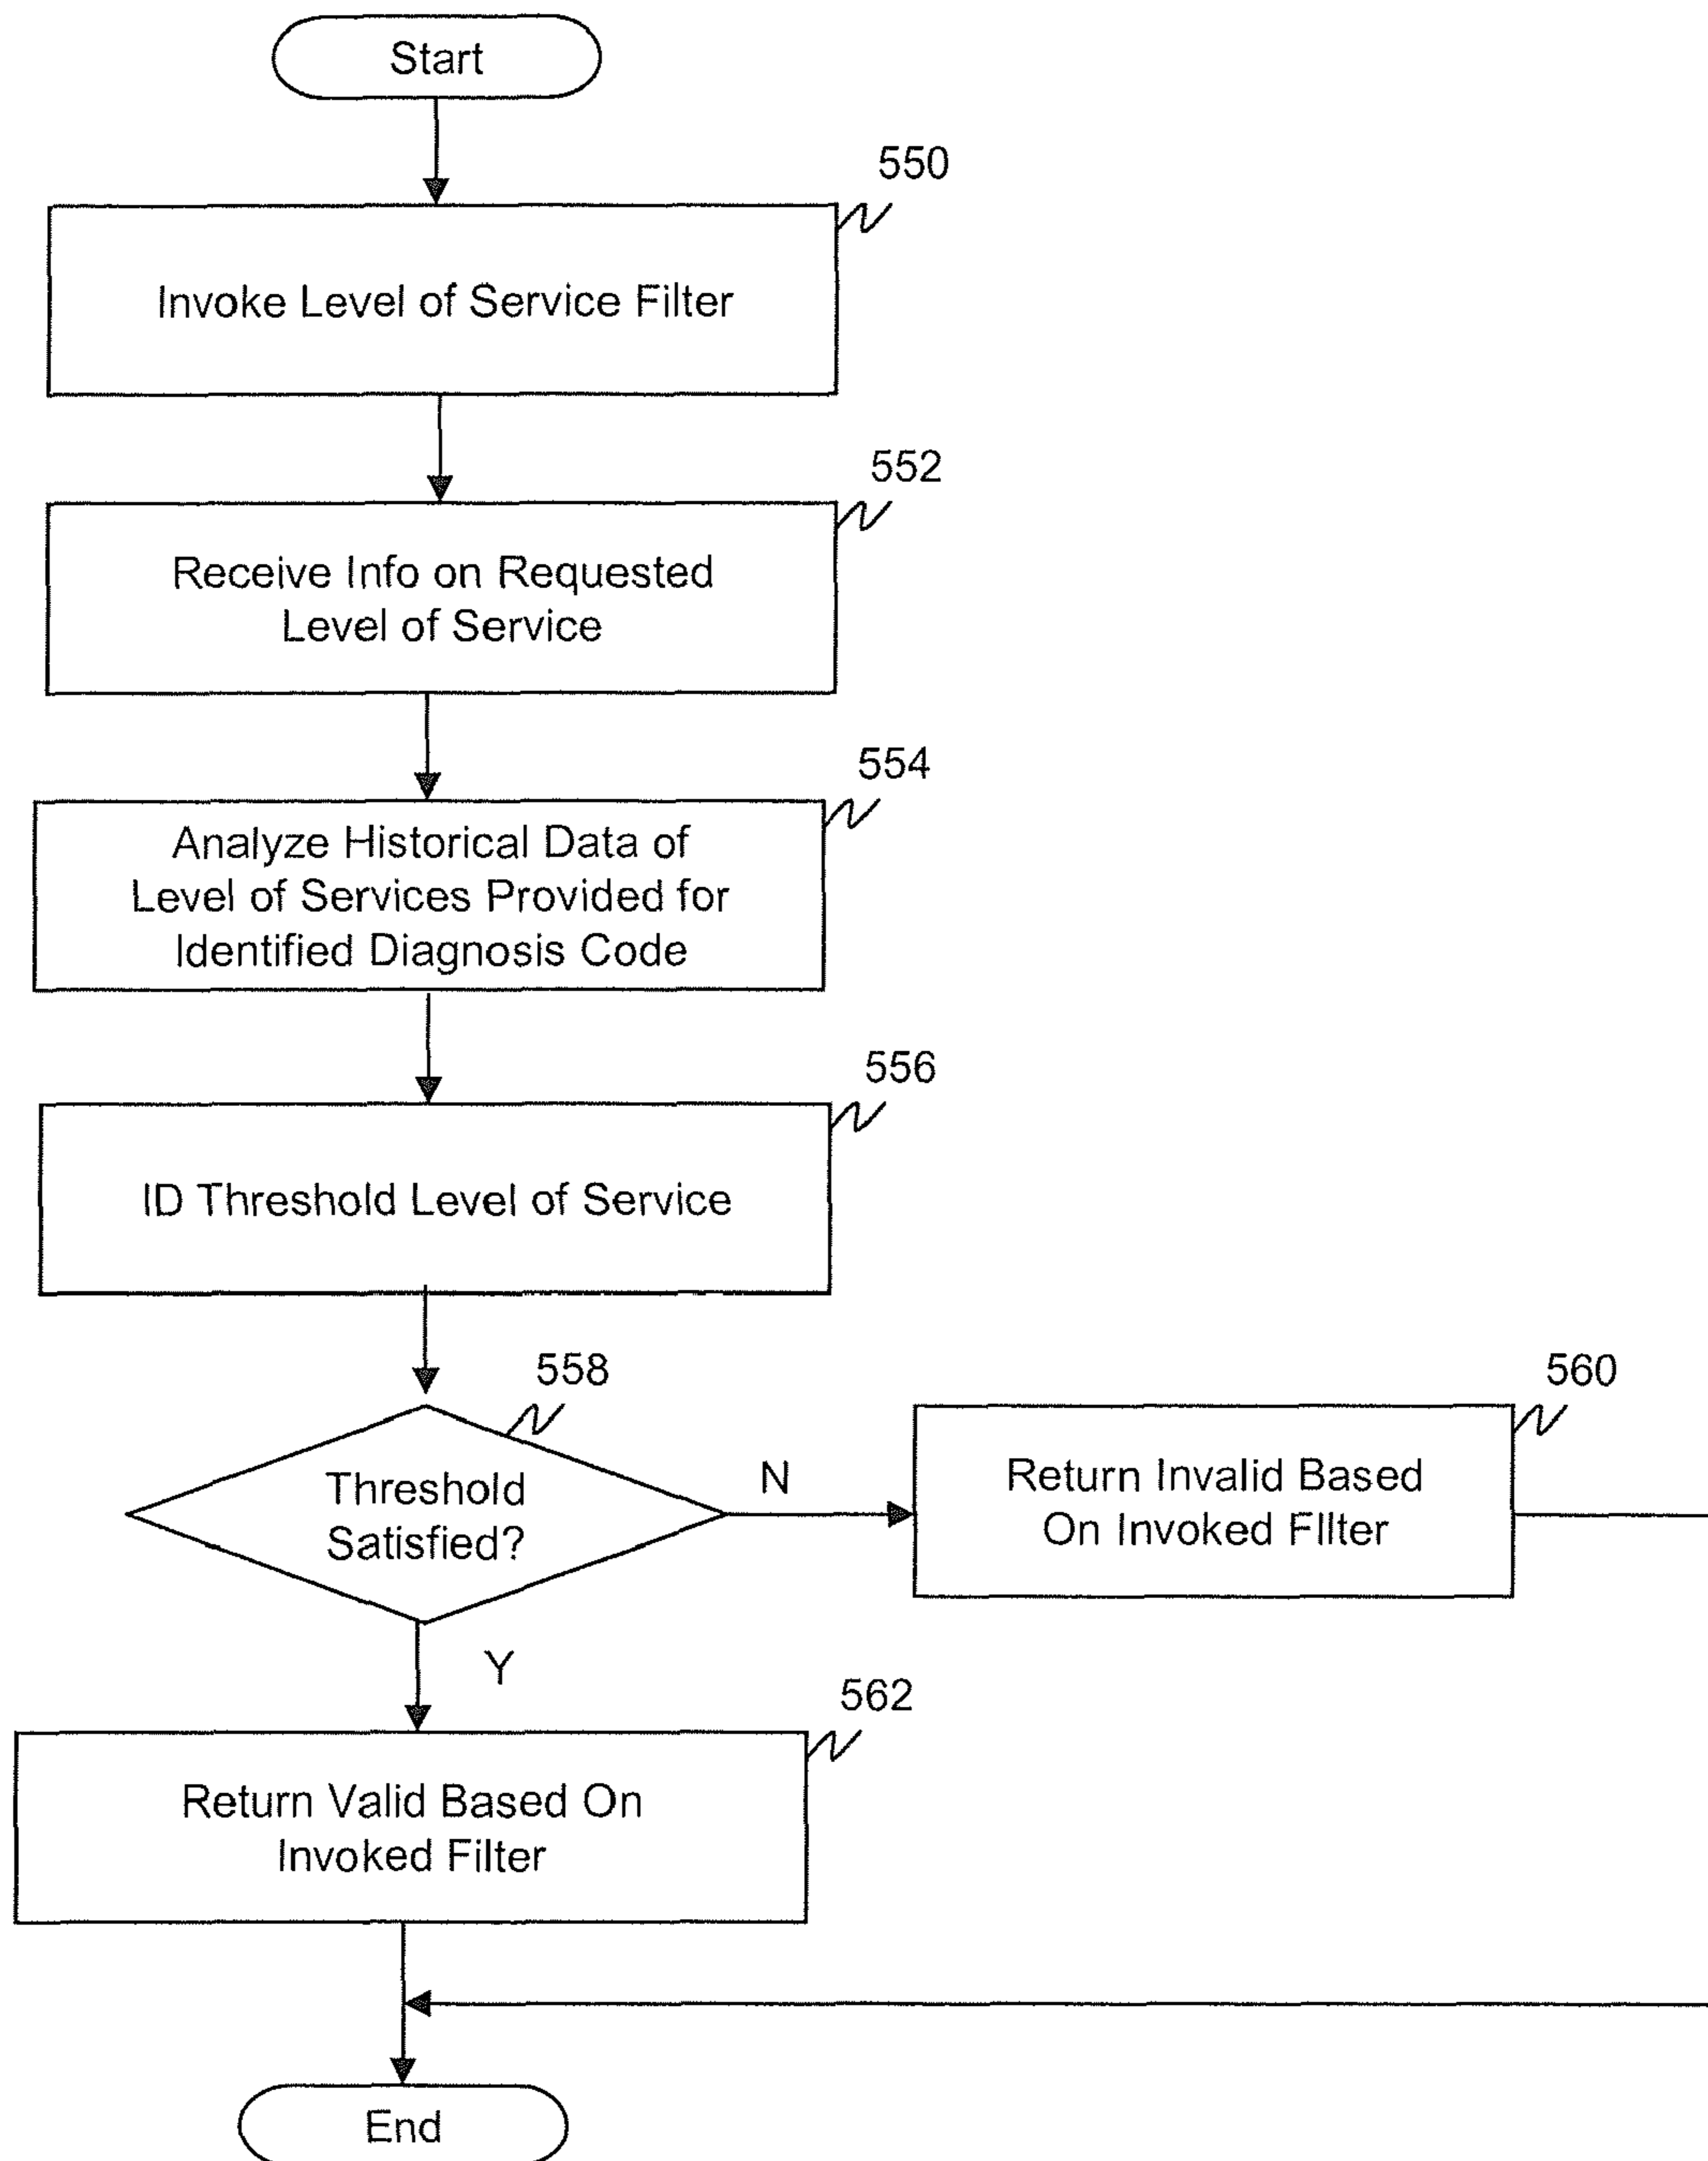 Start
550
Invoke Level of Service Filter
552
Receive Info on Requested
Level of Service
554
Analyze Historical Data of
Level of Services Provided for
Identified Diagnosis Code
556
ID Threshold Level of Service
558
Threshold
Satisfied?
N
560
Return Invalid Based
On Invoked FIlter
Y
562
Return Valid Based On
Invoked Filter
End